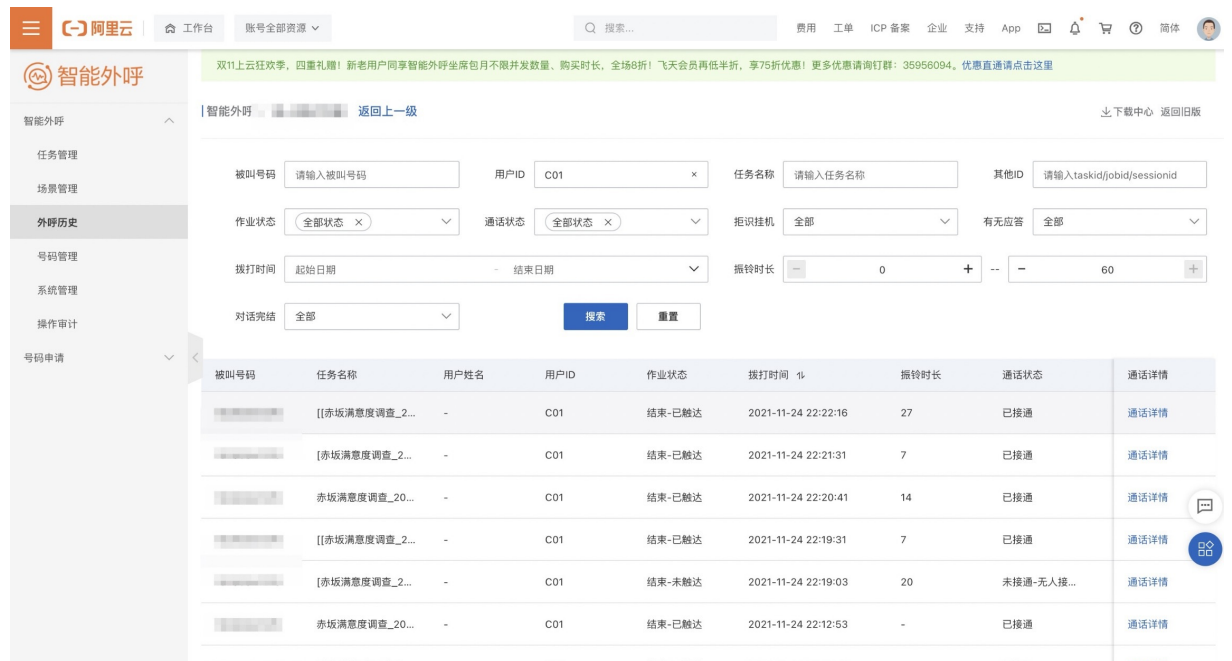 阿里云 工作台 账号全部资源 搜索... 费用 工单 ICP 备案 企业 支持 App 简体
智能外呼
双11上云狂欢季，四重礼赠！新老用户同享智能外呼坐席包月不限并发数量、购买时长，全场8折！飞天会员再低半折，享75折优惠！更多优惠请询钉群：35956094。优惠直通请点击这里
智能外呼
任务管理
场景管理
外呼历史
号码管理
系统管理
操作审计
号码申请
智能外呼 返回上一级 下载中心 返回旧版
被叫号码 请输入被叫号码 用户ID C01 × 任务名称 请输入任务名称 其他ID 请输入taskid/jobid/sessionid
作业状态 全部状态 × 通话状态 全部状态 × 拒识挂机 全部 有无应答 全部
拨打时间 起始日期 - 结束日期 振铃时长 − 0 + -- − 60 +
对话完结 全部 搜索 重置
被叫号码 任务名称 用户姓名 用户ID 作业状态 拨打时间 振铃时长 通话状态 通话详情
[[赤坂满意度调查_2... - C01 结束-已触达 2021-11-24 22:22:16 27 已接通 通话详情
[赤坂满意度调查_2... - C01 结束-已触达 2021-11-24 22:21:31 7 已接通 通话详情
赤坂满意度调查_20... - C01 结束-已触达 2021-11-24 22:20:41 14 已接通 通话详情
[[赤坂满意度调查_2... - C01 结束-已触达 2021-11-24 22:19:31 7 已接通 通话详情
[赤坂满意度调查_2... - C01 结束-未触达 2021-11-24 22:19:03 20 未接通-无人接... 通话详情
赤坂满意度调查_20... - C01 结束-已触达 2021-11-24 22:12:53 - 已接通 通话详情